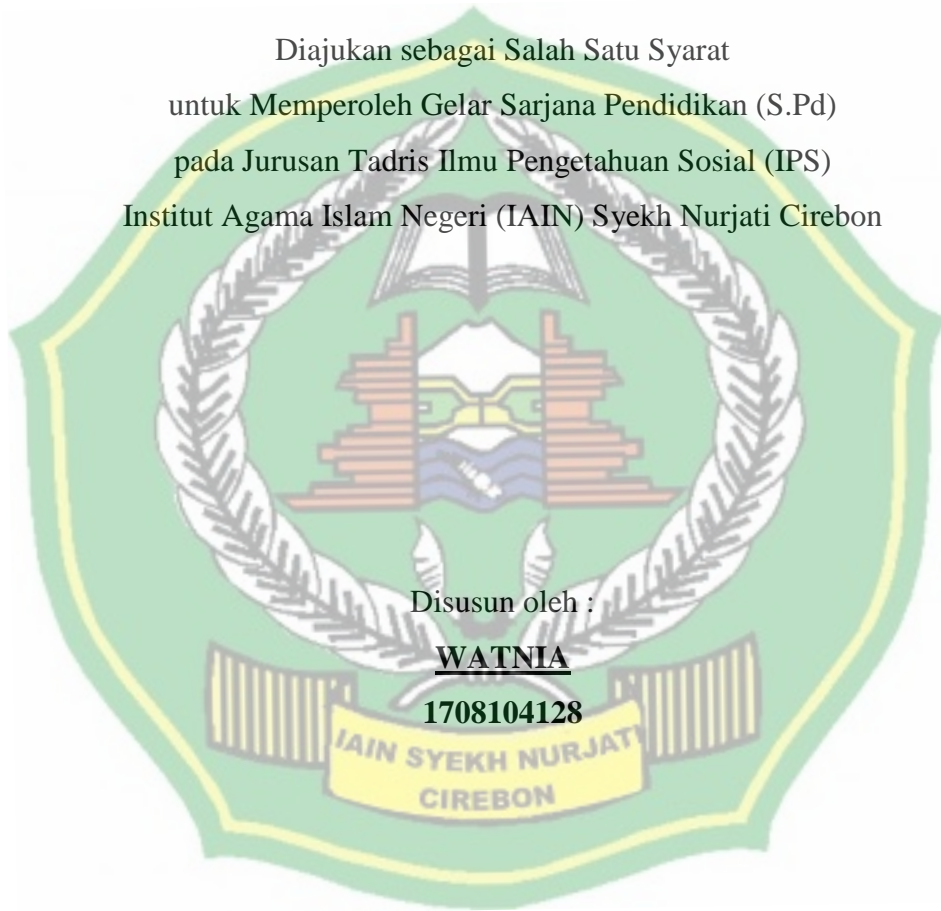 Diajukan sebagai Salah Satu Syarat
untuk Memperoleh Gelar Sarjana Pendidikan (S.Pd)
pada Jurusan Tadris Ilmu Pengetahuan Sosial (IPS)
Institut Agama Islam Negeri (IAIN) Syekh Nurjati Cirebon
Disusun oleh :
WATNIA
1708104128
IAIN SYEKH NURJATI
CIREBON